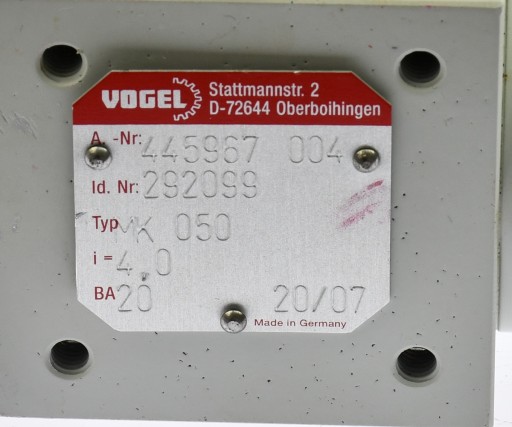 VOGEL
Stattmannstr. 2
D-72644 Oberboihingen
A. -Nr: 445967 004
Id. Nr: 292099
Typ MK 050
i = 4,0
BA 20 20/07
Made in Germany